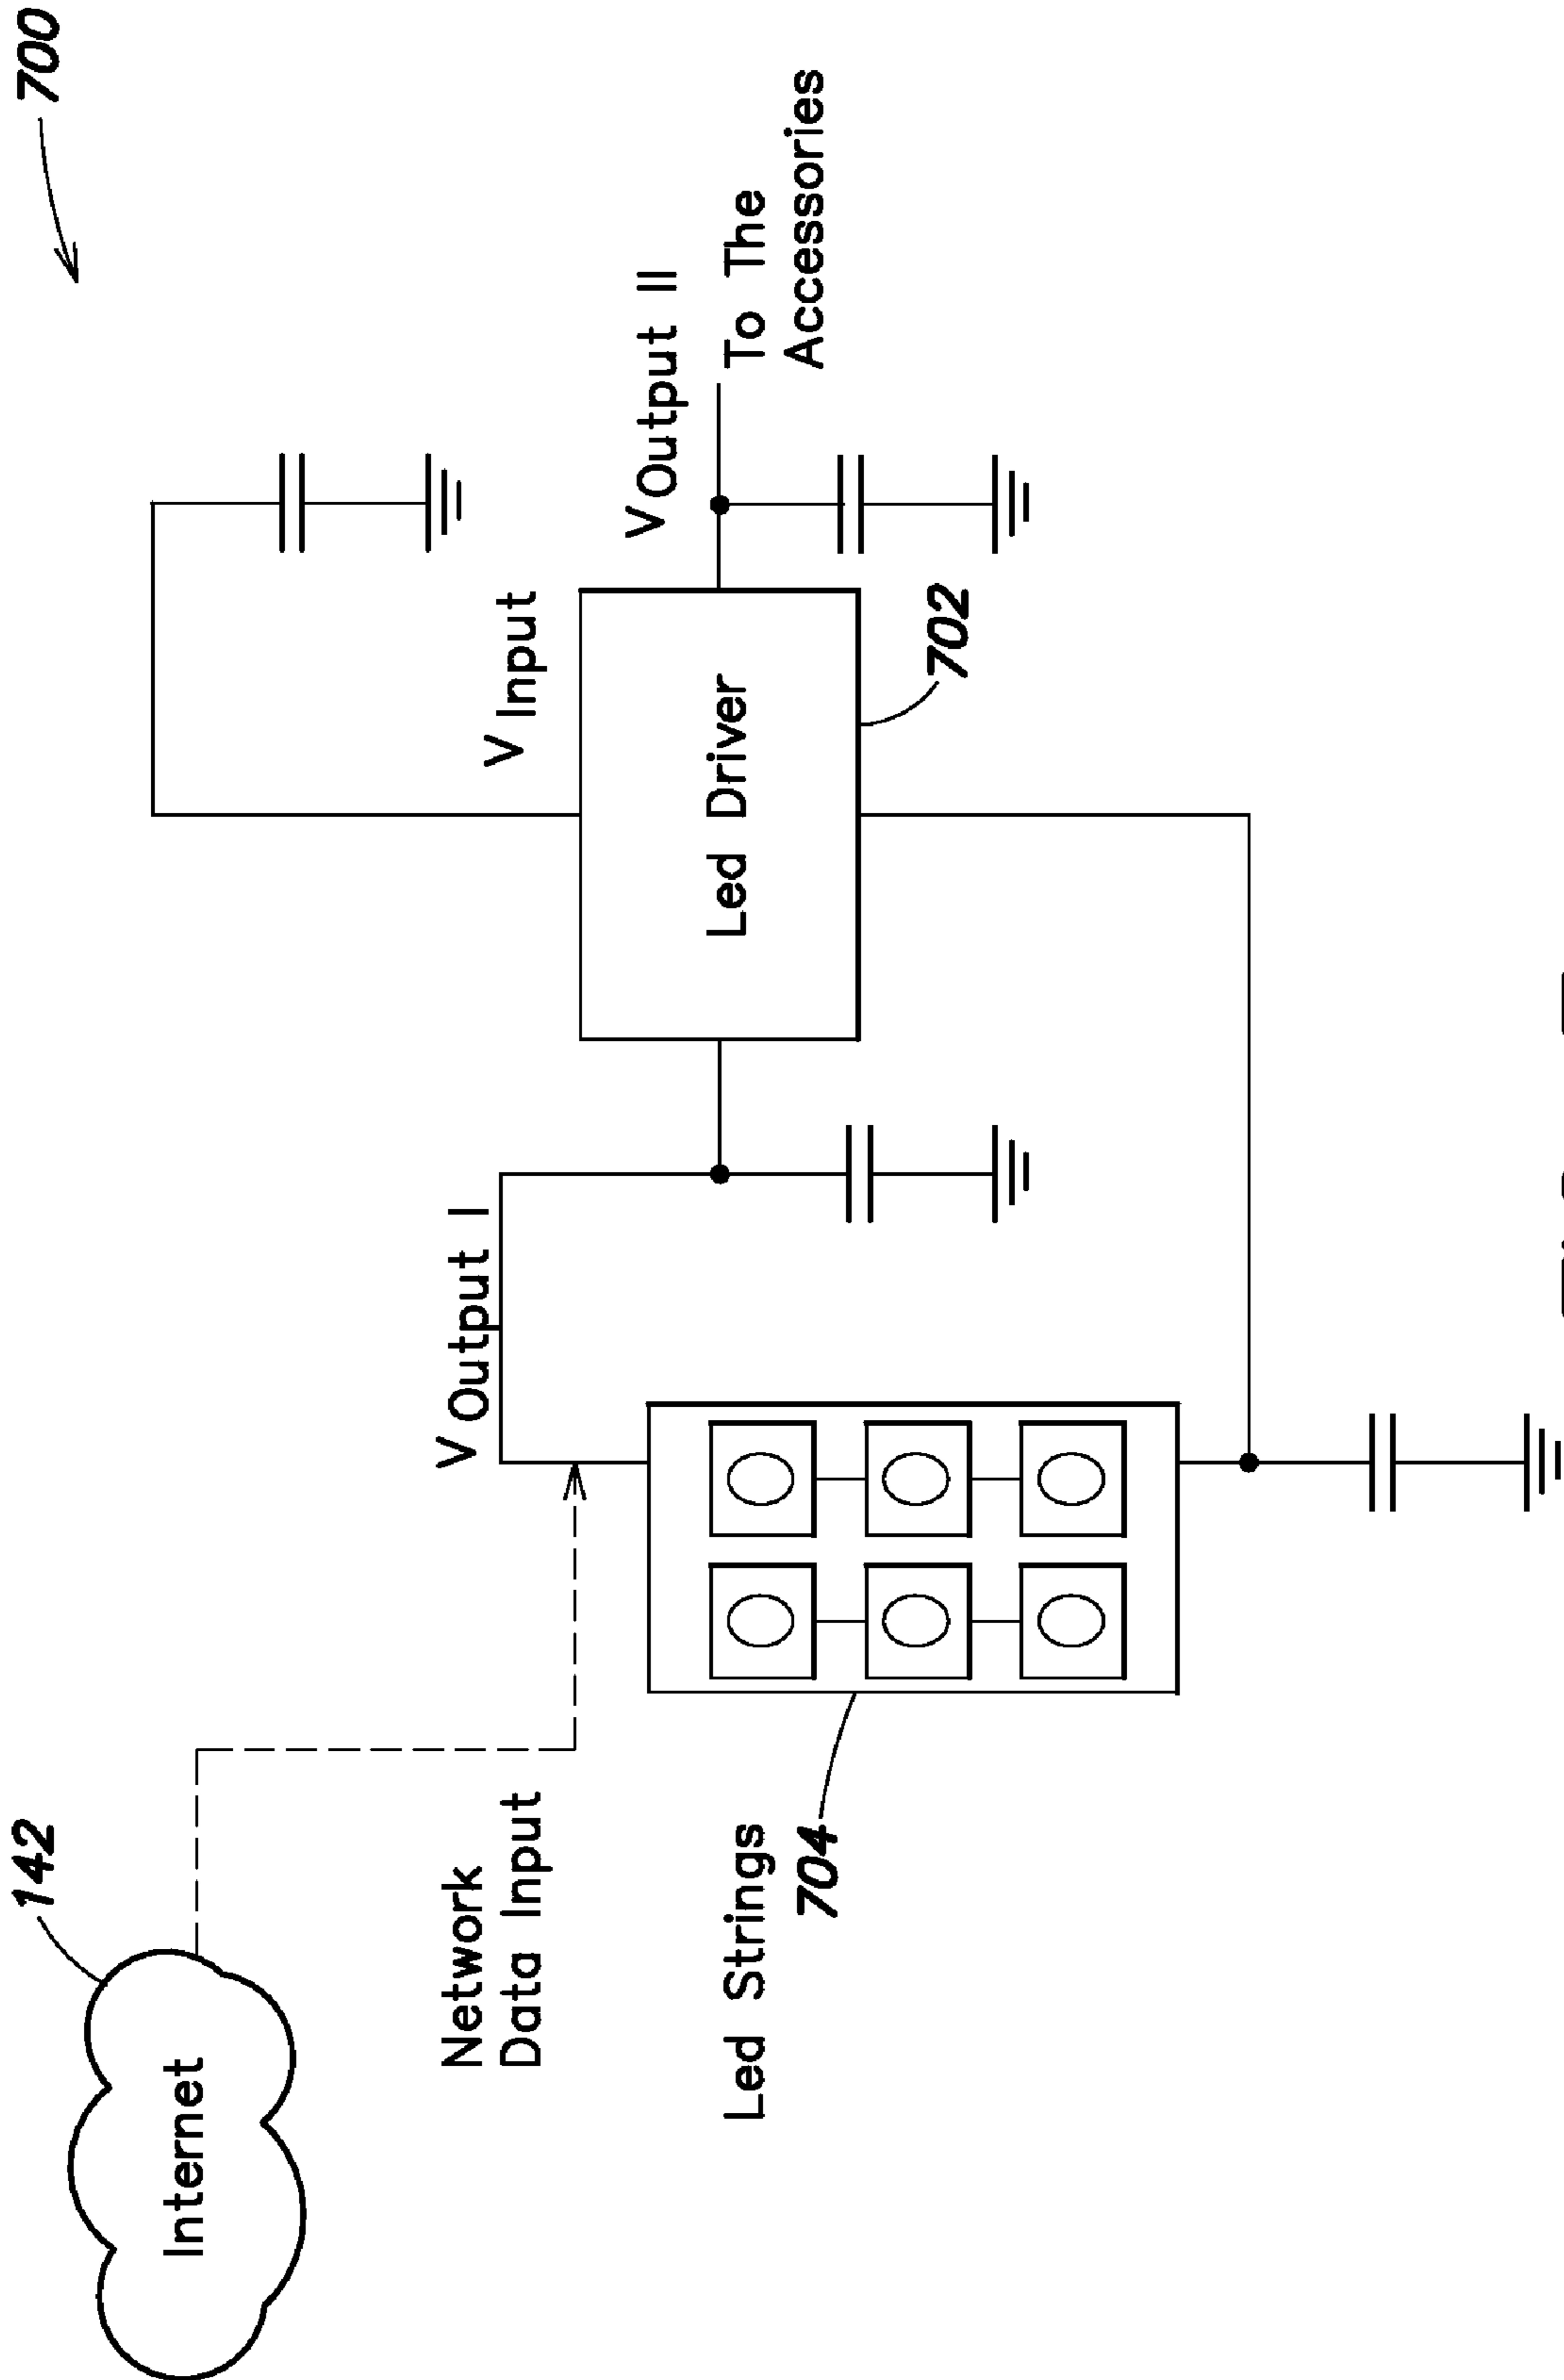 700
142
Internet
Network
Data Input
V Output I
V Input
V Output II
To The
Accessories
Led Driver
702
Led Strings
704